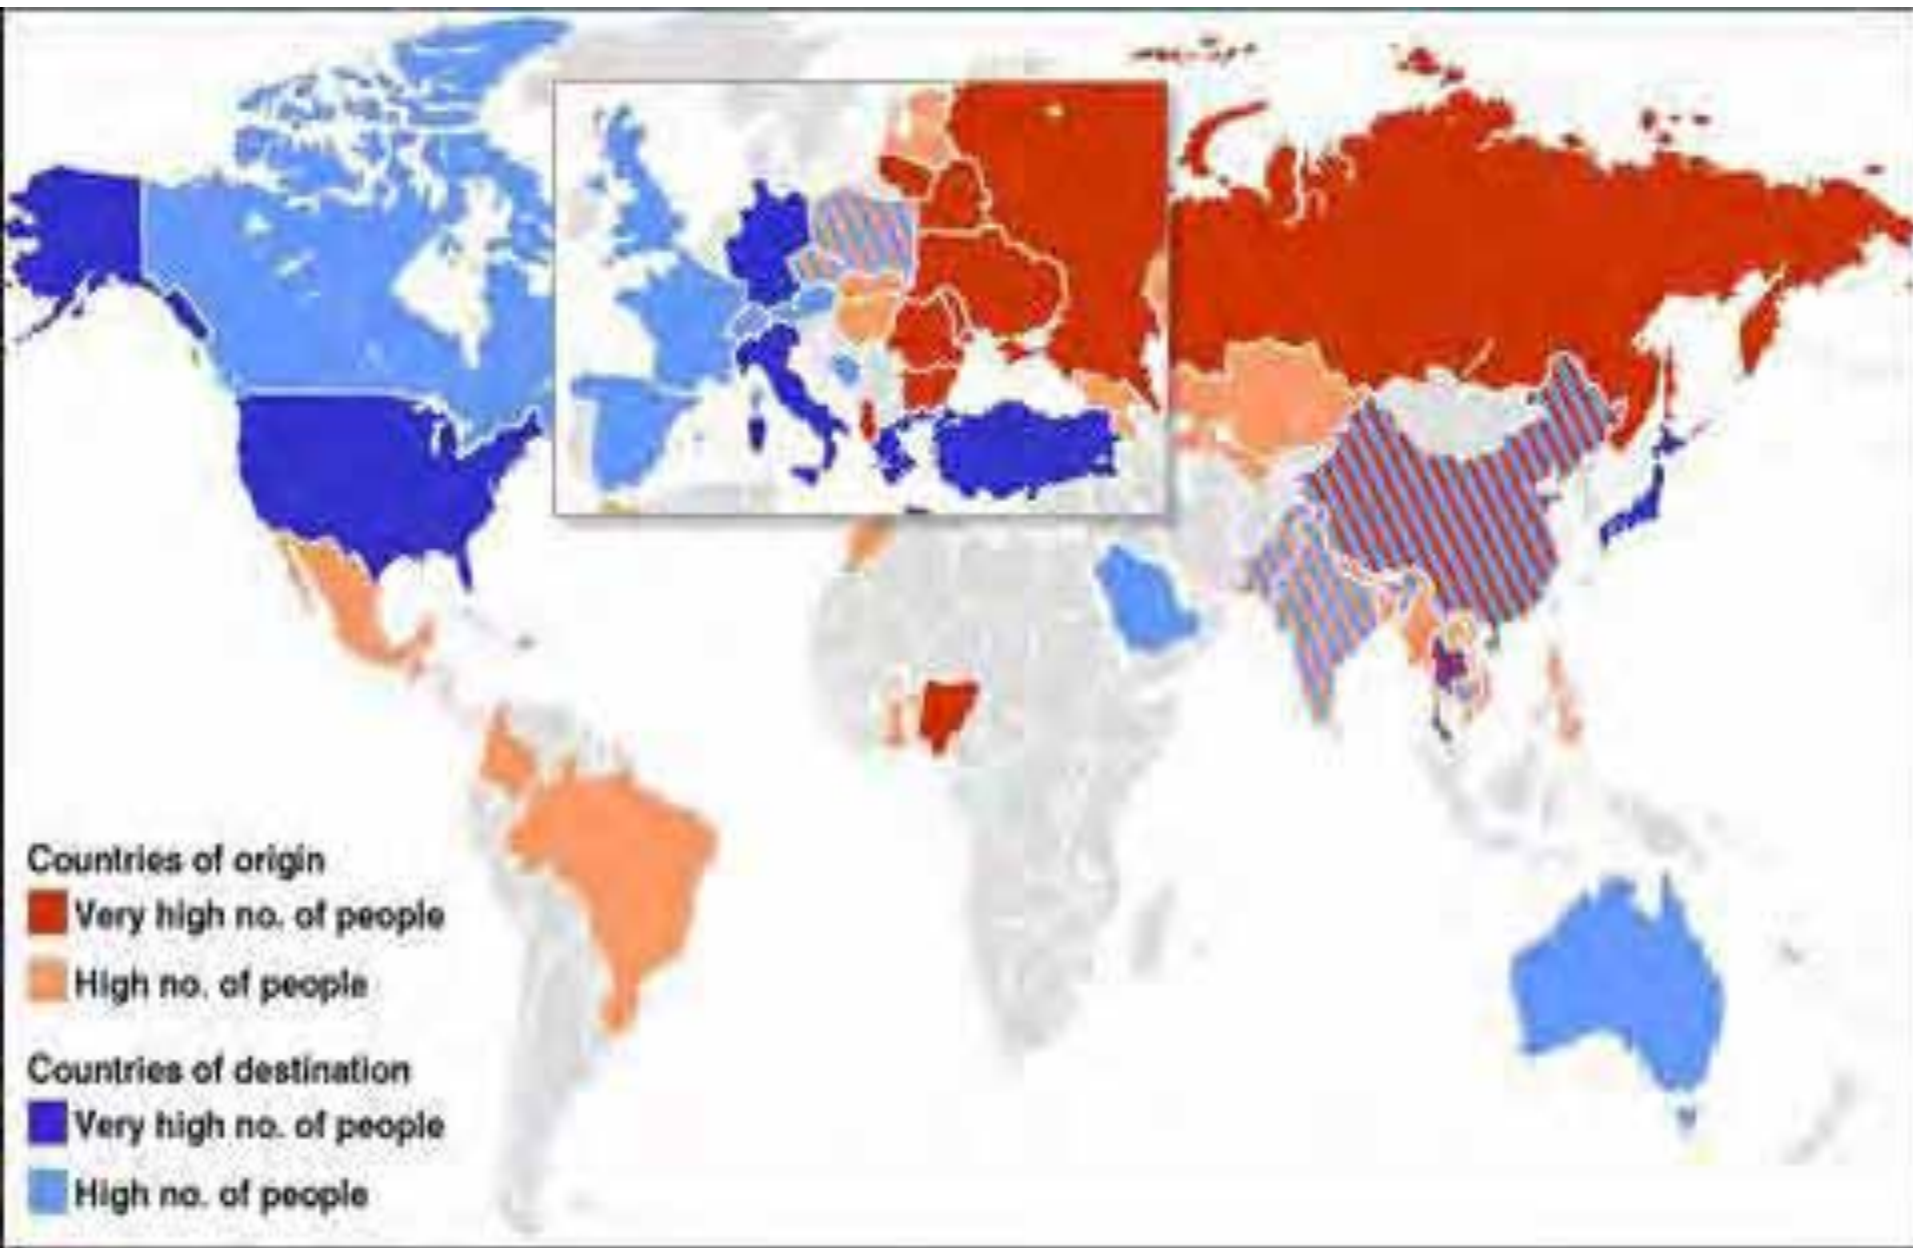 Countries of origin
Very high no. of people
High no. of people
Countries of destination
Very high no. of people
High no. of people